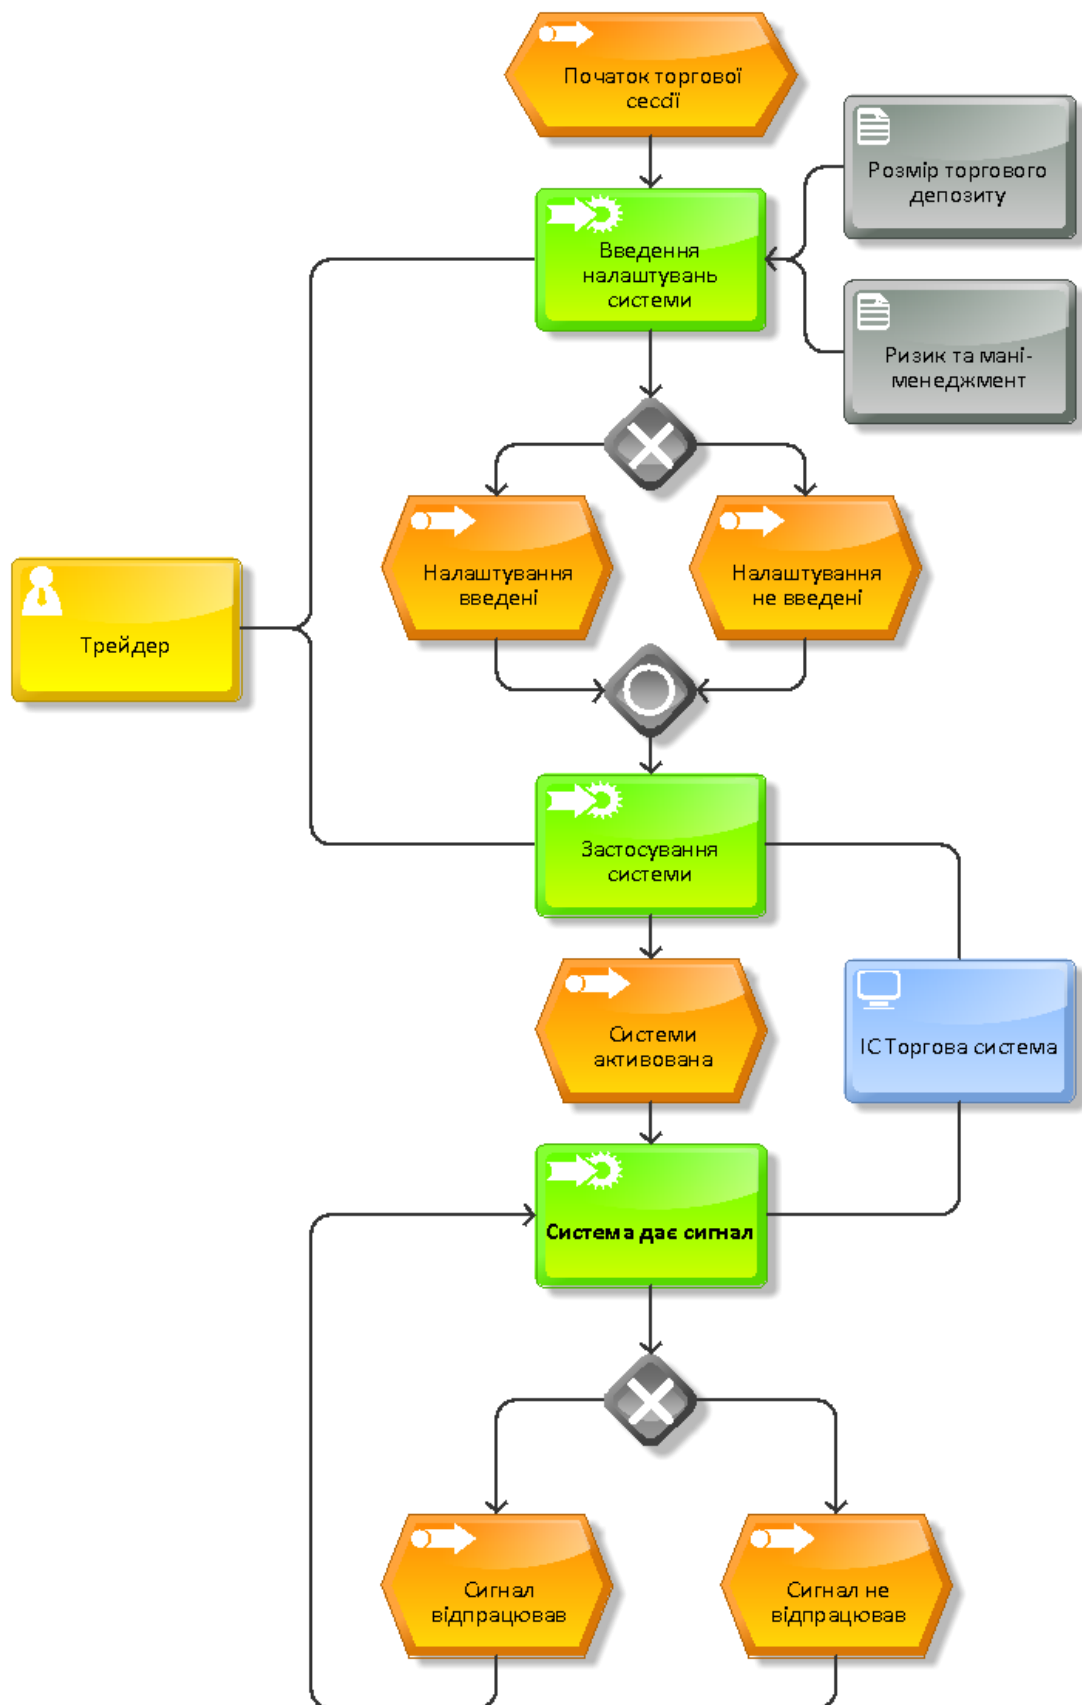 Початок торгової
сессії
Розмір торгового
депозиту
Введення
налаштувань
системи
Ризик та мані-
менеджмент
Налаштування
введені
Налаштування
не введені
Трейдер
Застосування
системи
Системи
активована
ІС Торгова система
Система дає сигнал
Сигнал
відпрацював
Сигнал не
відпрацював